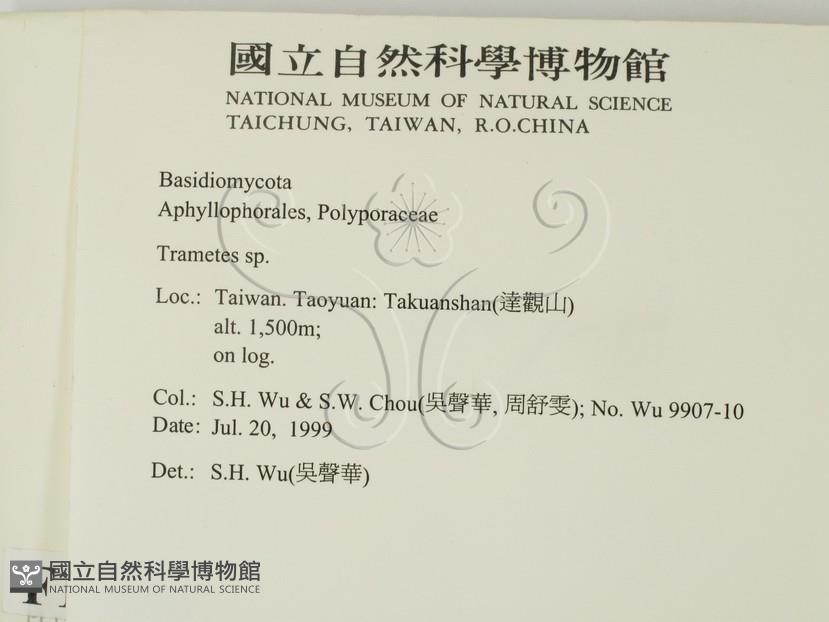 國立自然科學博物館
NATIONAL MUSEUM OF NATURAL SCIENCE
TAICHUNG, TAIWAN, R.O.CHINA
Basidiomycota
Aphyllophorales, Polyporaceae
Trametes sp.
Loc.: Taiwan. Taoyuan: Takuanshan(達觀山)
alt. 1,500m;
on log.
Col.: S.H. Wu & S.W. Chou(吳聲華, 周舒雯); No. Wu 9907-10
Date: Jul. 20, 1999
Det.: S.H. Wu(吳聲華)
國立自然科學博物館
NATIONAL MUSEUM OF NATURAL SCIENCE